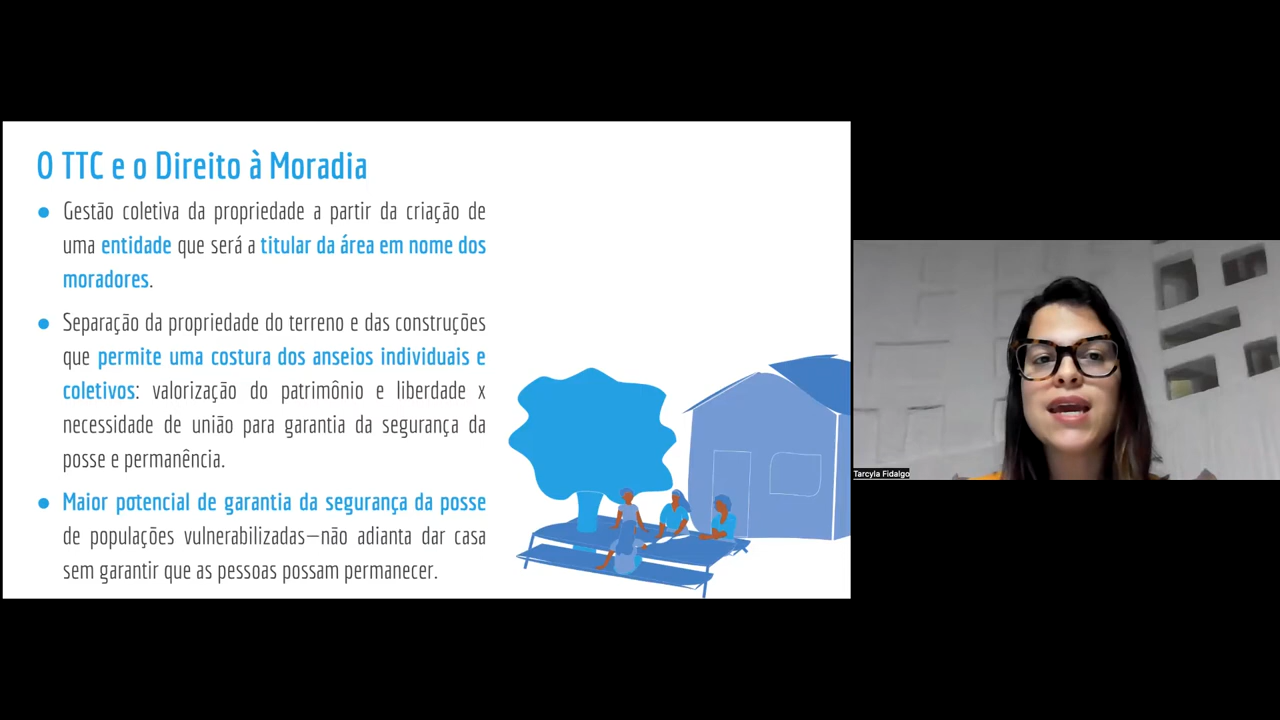 O TTC e o Direito à Moradia
● Gestão coletiva da propriedade a partir da criação de
uma entidade que será a titular da área em nome dos
moradores.
● Separação da propriedade do terreno e das construções
que permite uma costura dos anseios individuais e
coletivos: valorização do patrimônio e liberdade x
necessidade de união para garantia da segurança da
posse e permanência.
● Maior potencial de garantia da segurança da posse
de populações vulnerabilizadas—não adianta dar casa
sem garantir que as pessoas possam permanecer.
Tarcyla Fidalgo